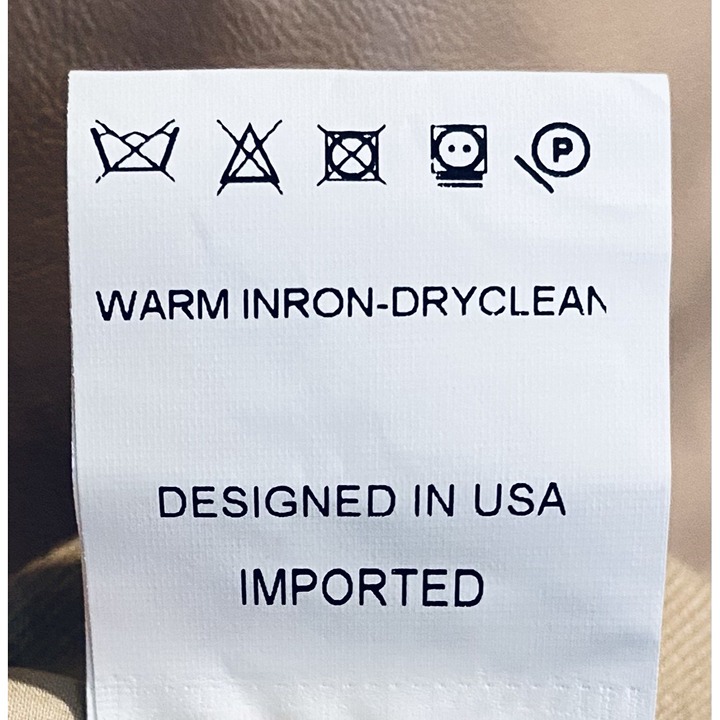 P
WARM INRON-DRYCLEAN
DESIGNED IN USA
IMPORTED